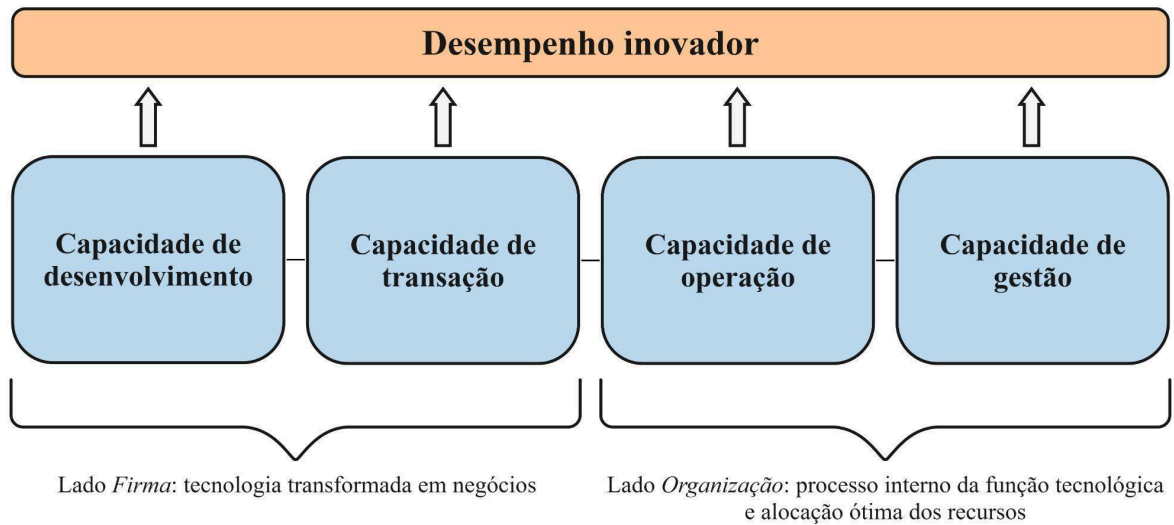 Desempenho inovador
Capacidade de
desenvolvimento
Capacidade de
transação
Capacidade de
operação
Capacidade de
gestão
Lado Firma: tecnologia transformada em negócios
Lado Organização: processo interno da função tecnológica
e alocação ótima dos recursos